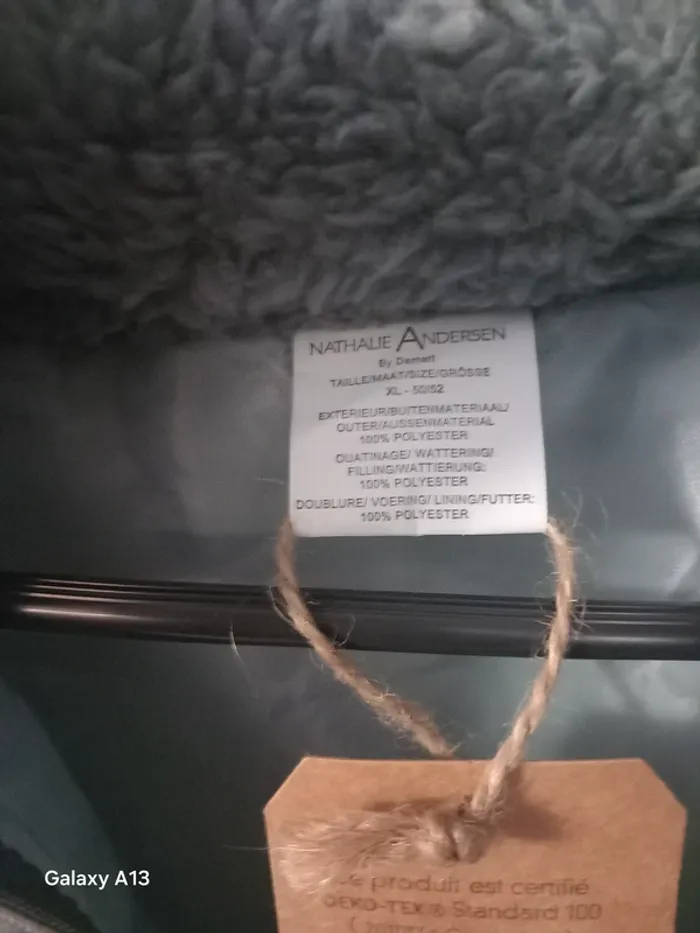 NATHALIE ANDERSEN
By Damart
TAILLE/MAAT/SIZE/GRÖSSE
XL - 50/52
EXTERIEUR/BUITENMATERIAAL/
OUTER/AUSSENMATERIAL
100% POLYESTER
OUATINAGE/ WATTERING/
FILLING/WATTIERUNG:
100% POLYESTER
DOUBLURE/ VOERING/ LINING/FUTTER:
100% POLYESTER
Ce produit est certifié
OEKO-TEX® Standard 100
Galaxy A13